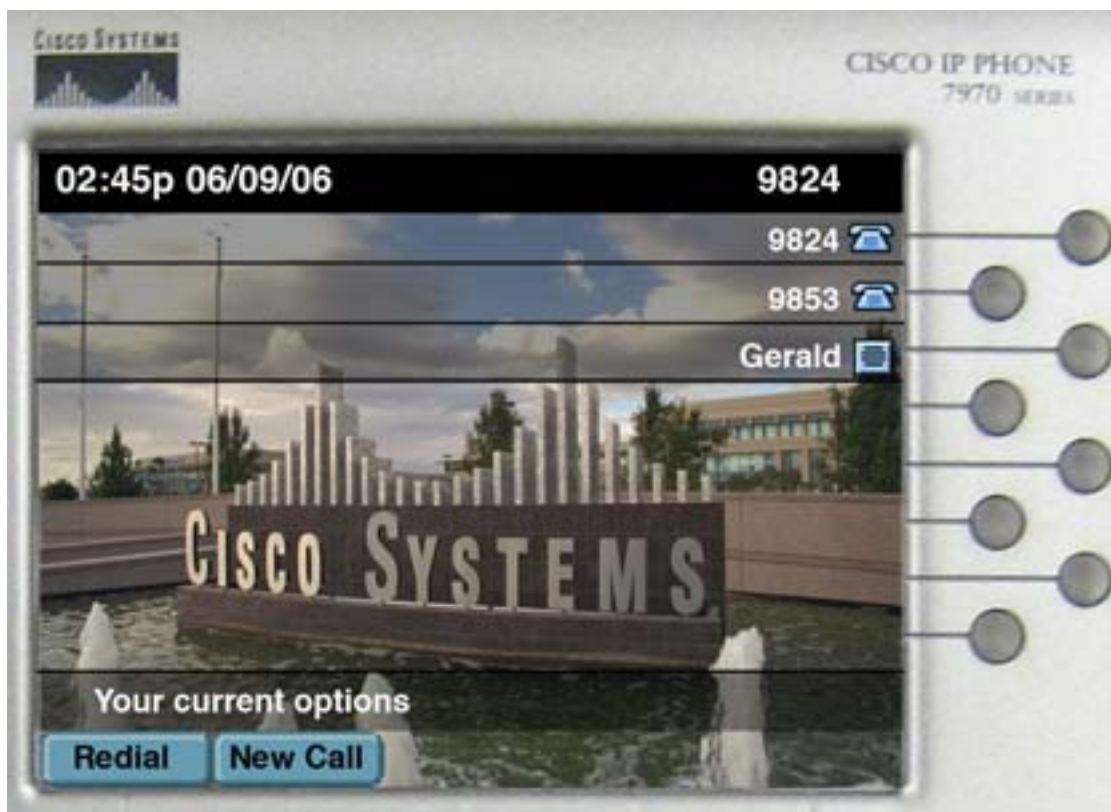 CISCO SYSTEMS
CISCO IP PHONE
7970 SERIES
02:45p 06/09/06 9824
9824
9853
Gerald
CISCO SYSTEMS
Your current options
Redial New Call